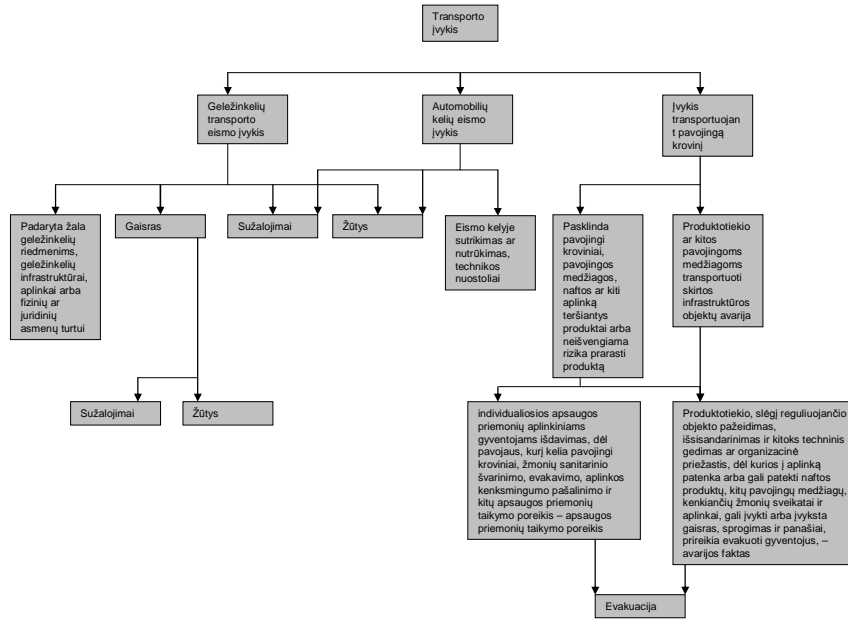 Transporto
įvykis
Geležinkelių
transporto
eismo įvykis
Automobilių
kelių eismo
įvykis
Įvykis
transportuojan
t pavojingą
krovinį
Padaryta žala
geležinkelių
riedmenims,
geležinkelių
infrastruktūrai,
aplinkai arba
fizinių ar
juridinių
asmenų turtui
Gaisras
Sužalojimai
Žūtys
Eismo kelyje
sutrikimas ar
nutrūkimas,
technikos
nuostoliai
Pasklinda
pavojingi
kroviniai,
pavojingos
medžiagos,
naftos ar kiti
aplinką
teršiantys
produktai arba
neišvengiama
rizika prarasti
produktą
Produktotiekio
ar kitos
pavojingoms
medžiagoms
transportuoti
skirtos
infrastruktūros
objektų avarija
Sužalojimai
Žūtys
individualiosios apsaugos
priemonių aplinkiniams
gyventojams išdavimas, dėl
pavojaus, kurį kelia pavojingi
kroviniai, žmonių sanitarinio
švarinimo, evakavimo, aplinkos
kenksmingumo pašalinimo ir
kitų apsaugos priemonių
taikymo poreikis – apsaugos
priemonių taikymo poreikis
Produktotiekio, slėgį reguliuojančio
objekto pažeidimas,
išsisandarinimas ir kitoks techninis
gedimas ar organizacinė
priežastis, dėl kurios į aplinką
patenka arba gali patekti naftos
produktų, kitų pavojingų medžiagų,
kenkiančių žmonių sveikatai ir
aplinkai, gali įvykti arba įvyksta
gaisras, sprogimas ir panašiai,
prireikia evakuoti gyventojus, –
avarijos faktas
Evakuacija